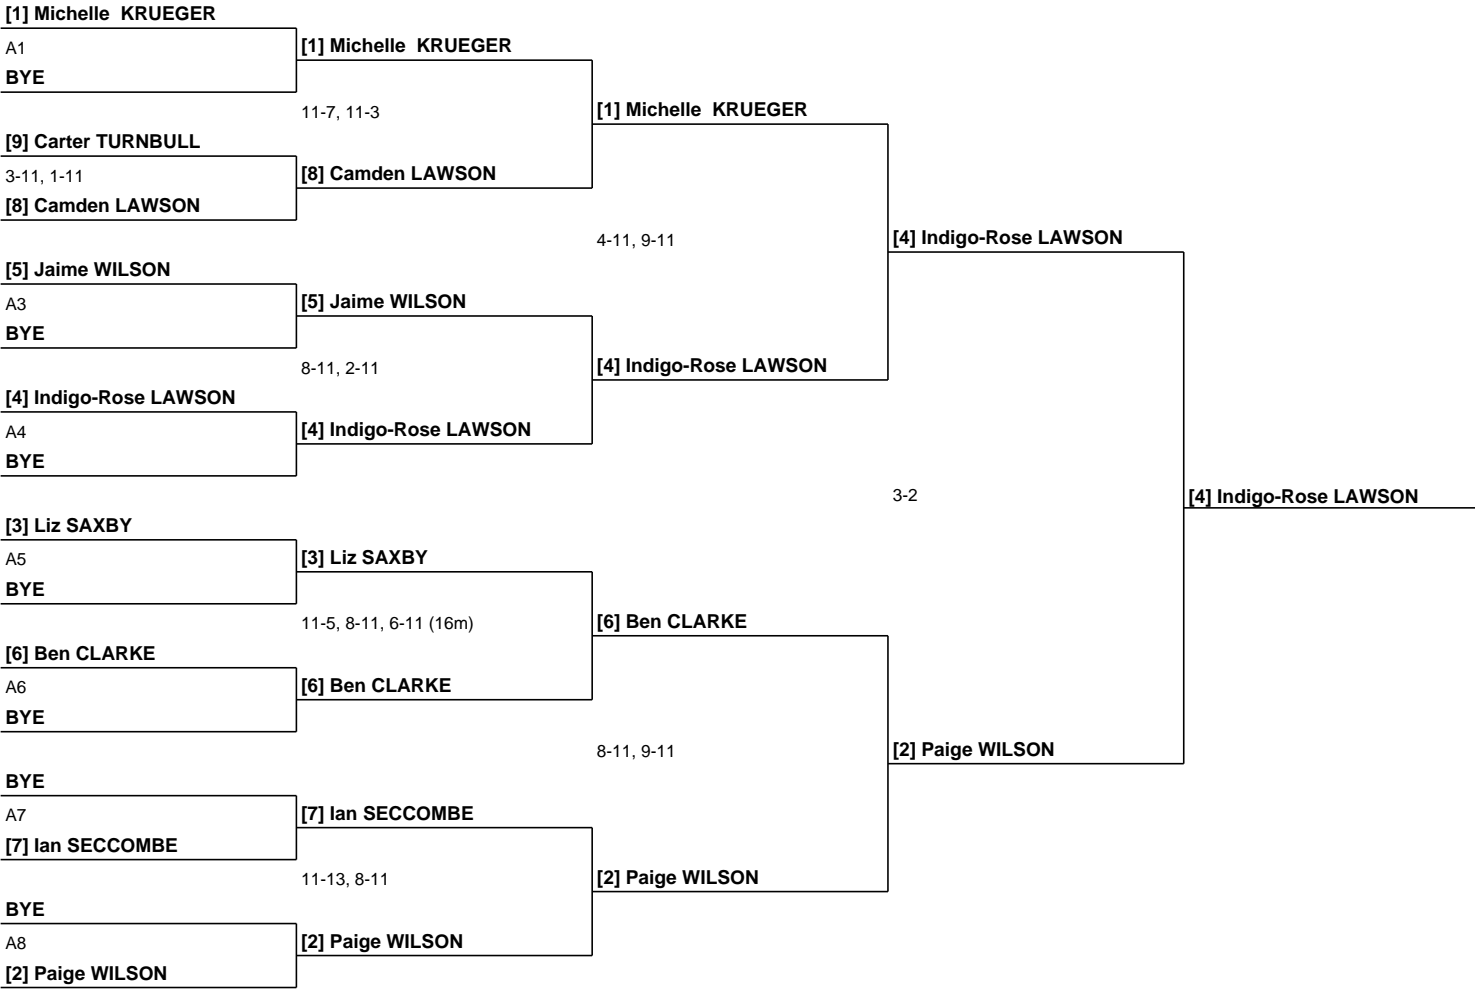 [1] Michelle  KRUEGER
A1
BYE
[1] Michelle  KRUEGER
11-7, 11-3
[9] Carter TURNBULL
3-11, 1-11
[8] Camden LAWSON
[8] Camden LAWSON
[1] Michelle  KRUEGER
4-11, 9-11
[5] Jaime WILSON
A3
BYE
[5] Jaime WILSON
8-11, 2-11
[4] Indigo-Rose LAWSON
A4
BYE
[4] Indigo-Rose LAWSON
[4] Indigo-Rose LAWSON
[4] Indigo-Rose LAWSON
3-2
[4] Indigo-Rose LAWSON
[3] Liz SAXBY
A5
BYE
[3] Liz SAXBY
11-5, 8-11, 6-11 (16m)
[6] Ben CLARKE
A6
BYE
[6] Ben CLARKE
[6] Ben CLARKE
8-11, 9-11
[2] Paige WILSON
BYE
A7
[7] Ian SECCOMBE
[7] Ian SECCOMBE
11-13, 8-11
[2] Paige WILSON
BYE
A8
[2] Paige WILSON
[2] Paige WILSON